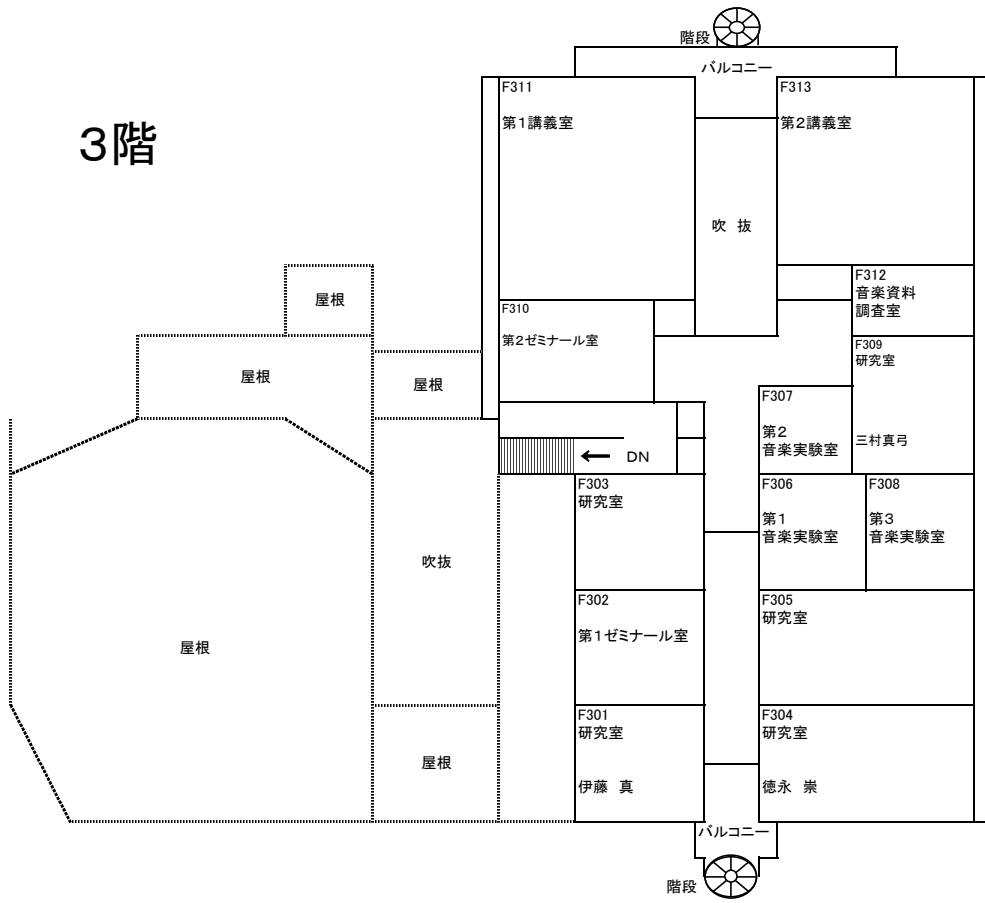 階段
バルコニー
3階
F311
第1講義室
F313
第2講義室
吹 抜
F312
音楽資料
調査室
屋根
F310
第2ゼミナール室
F309
研究室
屋根
屋根
F307
第2
音楽実験室
三村真弓
← DN
F303
研究室
F306
第1
音楽実験室
F308
第3
音楽実験室
吹抜
F302
第1ゼミナール室
F305
研究室
屋根
F301
研究室
伊藤 真
F304
研究室
徳永 崇
屋根
バルコニー
階段